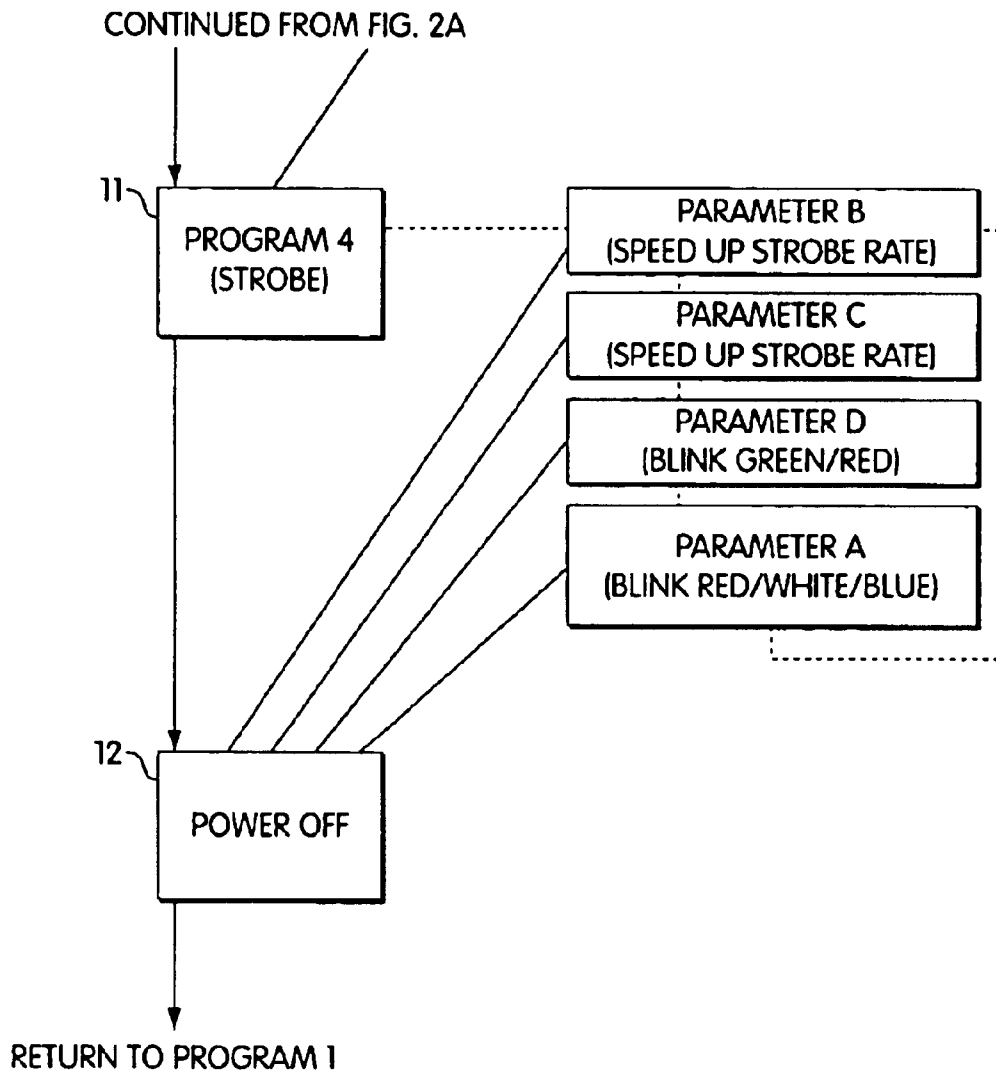 CONTINUED FROM FIG. 2A
11
PROGRAM 4
(STROBE)
PARAMETER B
(SPEED UP STROBE RATE)
PARAMETER C
(SPEED UP STROBE RATE)
PARAMETER D
(BLINK GREEN/RED)
PARAMETER A
(BLINK RED/WHITE/BLUE)
12
POWER OFF
RETURN TO PROGRAM 1